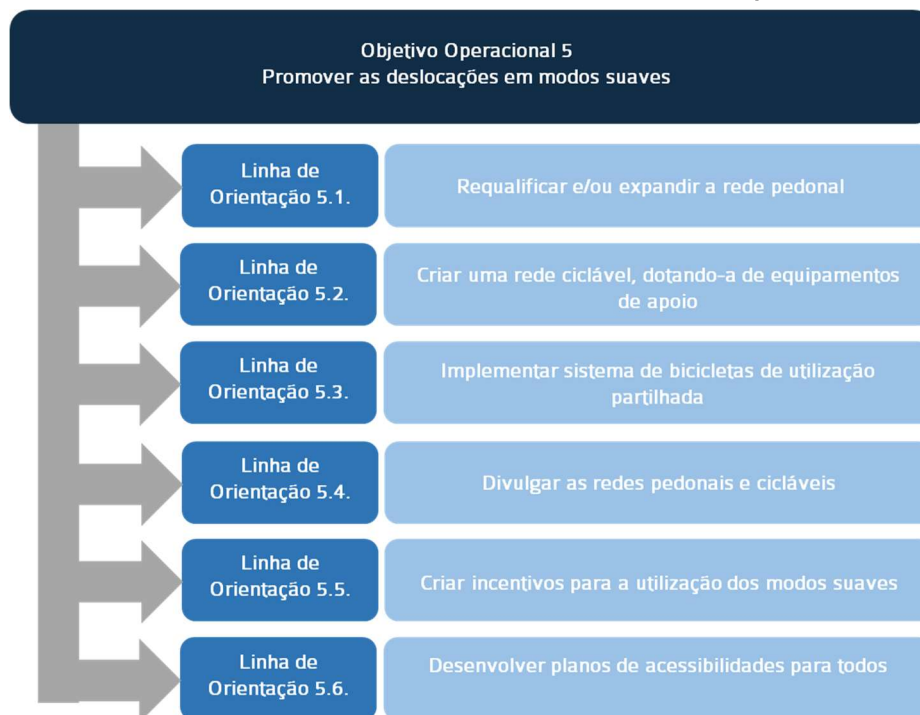 Objetivo Operacional 5
Promover as deslocações em modos suaves
Linha de
Orientação 5.1.
Requalificar e/ou expandir a rede pedonal
Linha de
Orientação 5.2.
Criar uma rede ciclável, dotando-a de equipamentos
de apoio
Linha de
Orientação 5.3.
Implementar sistema de bicicletas de utilização
partilhada
Linha de
Orientação 5.4.
Divulgar as redes pedonais e cicláveis
Linha de
Orientação 5.5.
Criar incentivos para a utilização dos modos suaves
Linha de
Orientação 5.6.
Desenvolver planos de acessibilidades para todos